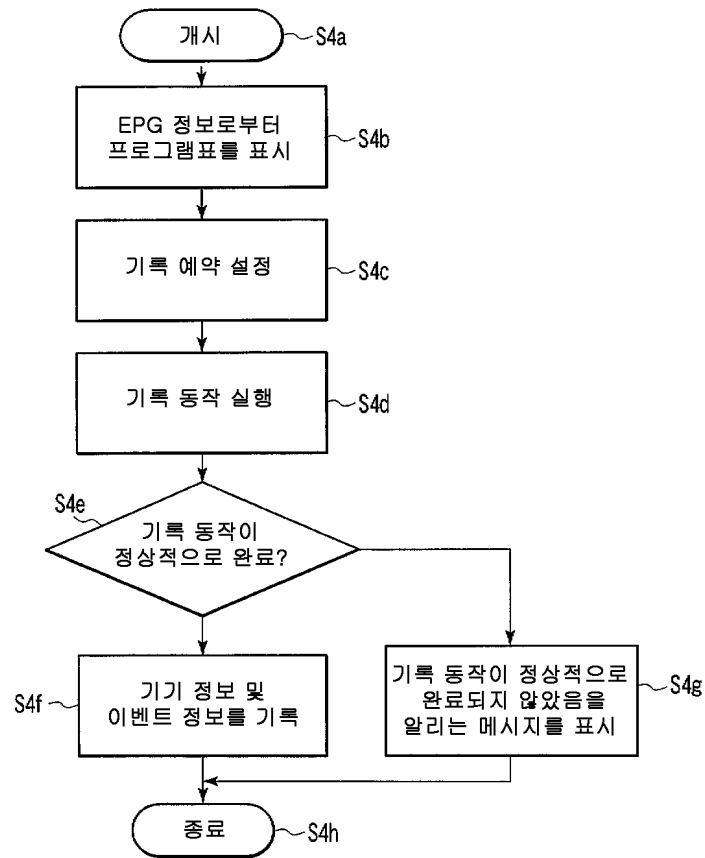 개시
S4a
EPG 정보로부터
프로그램표를 표시
S4b
기록 예약 설정
S4c
기록 동작 실행
S4d
S4e
기록 동작이
정상적으로 완료?
S4f
기기 정보 및
이벤트 정보를 기록
기록 동작이 정상적으로
완료되지 않았음을
알리는 메시지를 표시
S4g
종료
S4h